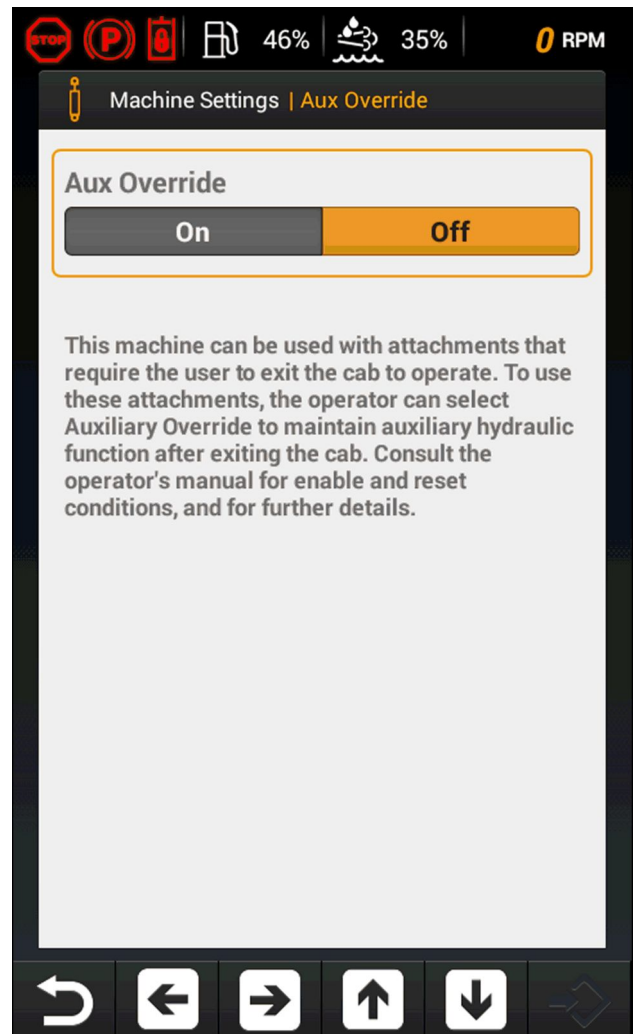 STOP
P
46%
35%
0 RPM
Machine Settings | Aux Override
Aux Override
On
Off
This machine can be used with attachments that
require the user to exit the cab to operate. To use
these attachments, the operator can select
Auxiliary Override to maintain auxiliary hydraulic
function after exiting the cab. Consult the
operator's manual for enable and reset
conditions, and for further details.